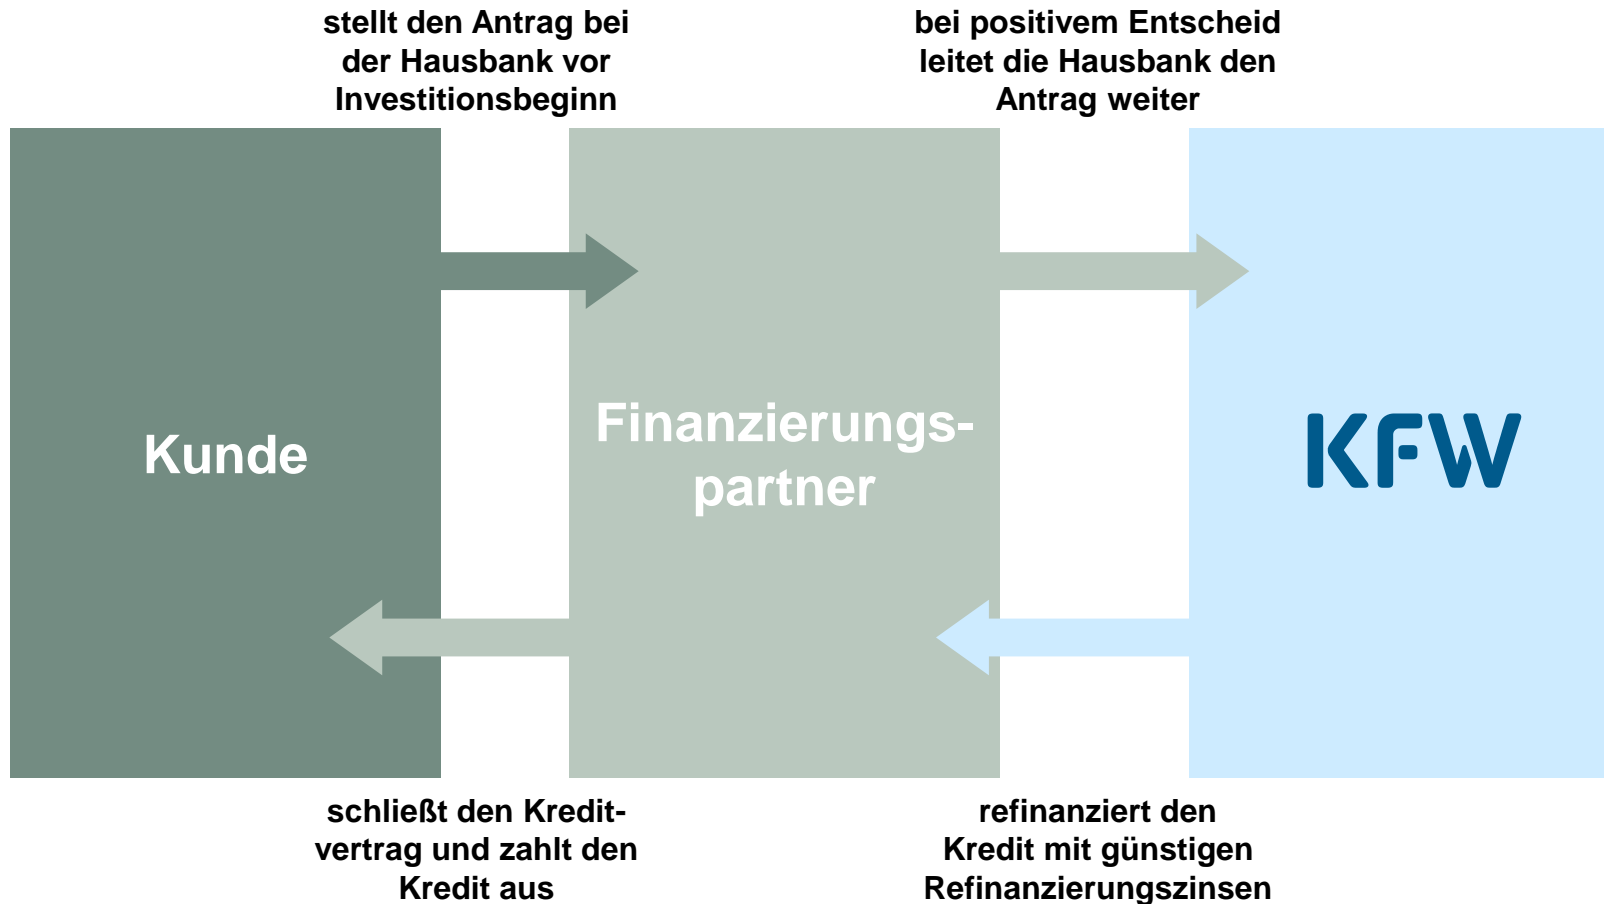 stellt den Antrag bei
der Hausbank vor
Investitionsbeginn
bei positivem Entscheid
leitet die Hausbank den
Antrag weiter
Kunde
Finanzierungs-
partner
KFW
schließt den Kredit-
vertrag und zahlt den
Kredit aus
refinanziert den
Kredit mit günstigen
Refinanzierungszinsen